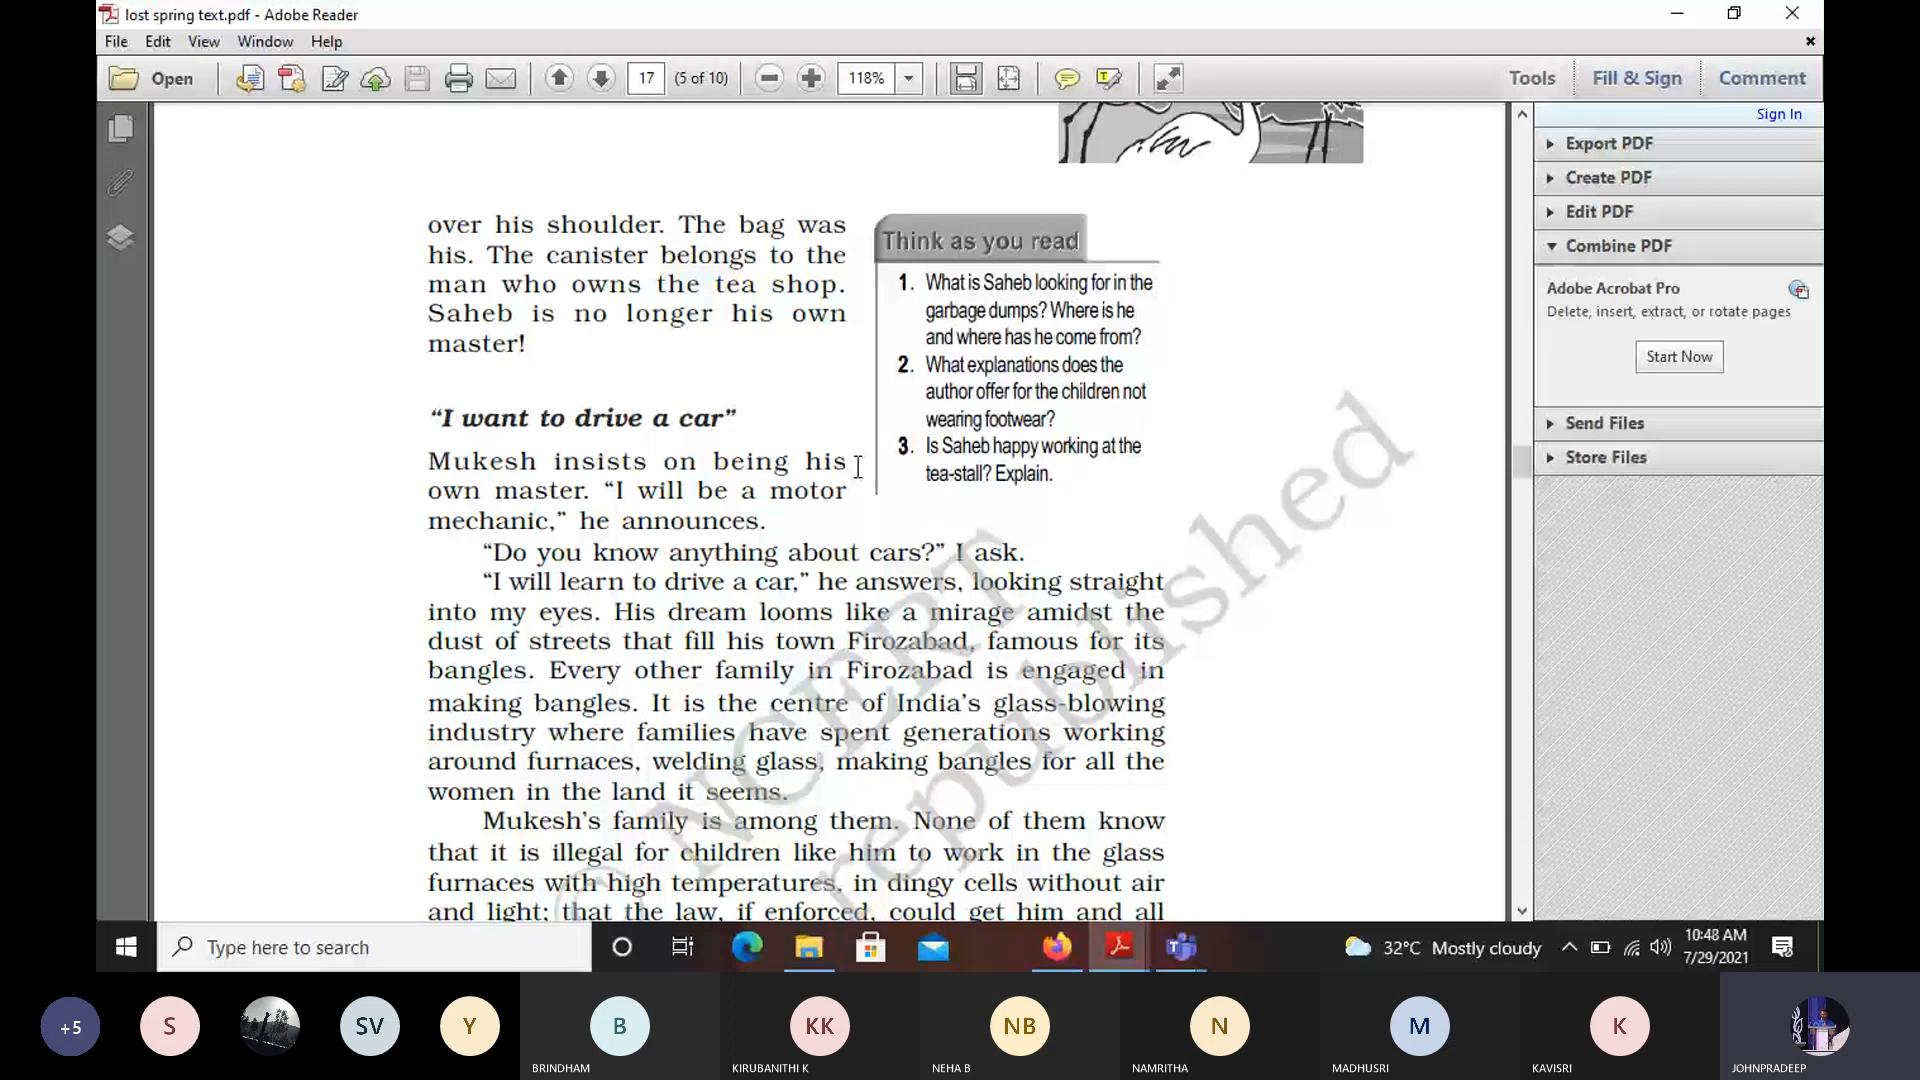 lost spring text.pdf - Adobe Reader
File Edit View Window Help
Open 17 (5 of 10) 118% Tools Fill & Sign Comment
Sign In
Export PDF
Create PDF
Edit PDF
Combine PDF
Adobe Acrobat Pro
Delete, insert, extract, or rotate pages
Start Now
Send Files
Store Files
over his shoulder. The bag was
his. The canister belongs to the
man who owns the tea shop.
Saheb is no longer his own
master!
Think as you read
1. What is Saheb looking for in the
garbage dumps? Where is he
and where has he come from?
2. What explanations does the
author offer for the children not
wearing footwear?
3. Is Saheb happy working at the
tea-stall? Explain.
“I want to drive a car”
Mukesh insists on being his
own master. “I will be a motor
mechanic,” he announces.
“Do you know anything about cars?” I ask.
“I will learn to drive a car,” he answers, looking straight
into my eyes. His dream looms like a mirage amidst the
dust of streets that fill his town Firozabad, famous for its
bangles. Every other family in Firozabad is engaged in
making bangles. It is the centre of India’s glass-blowing
industry where families have spent generations working
around furnaces, welding glass, making bangles for all the
women in the land it seems.
Mukesh’s family is among them. None of them know
that it is illegal for children like him to work in the glass
furnaces with high temperatures, in dingy cells without air
and light; that the law, if enforced, could get him and all
© NCERT
republished
Type here to search
32°C Mostly cloudy
10:48 AM
7/29/2021
+5 S SV Y B KK NB N M K
BRINDHAM KIRUBANITHI K NEHA B NAMRITHA MADHUSRI KAVISRI JOHNPRADEEP